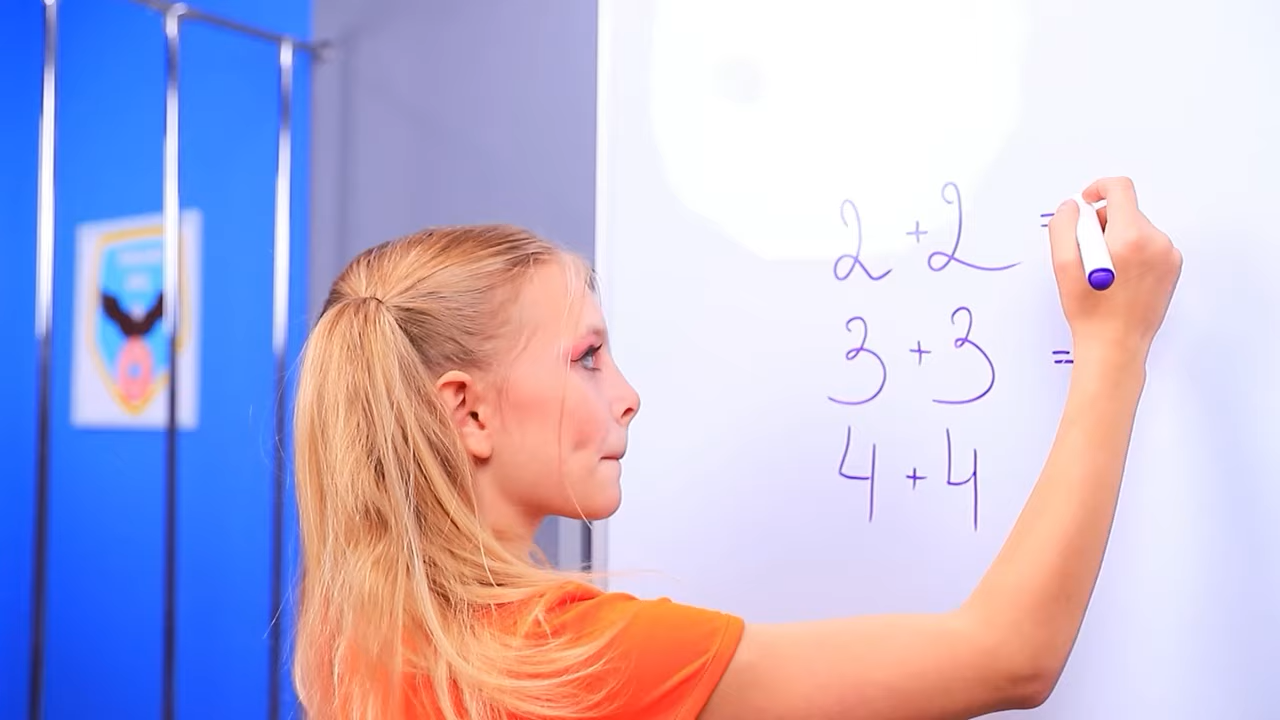 2 + 2 =
3 + 3 =
4 + 4